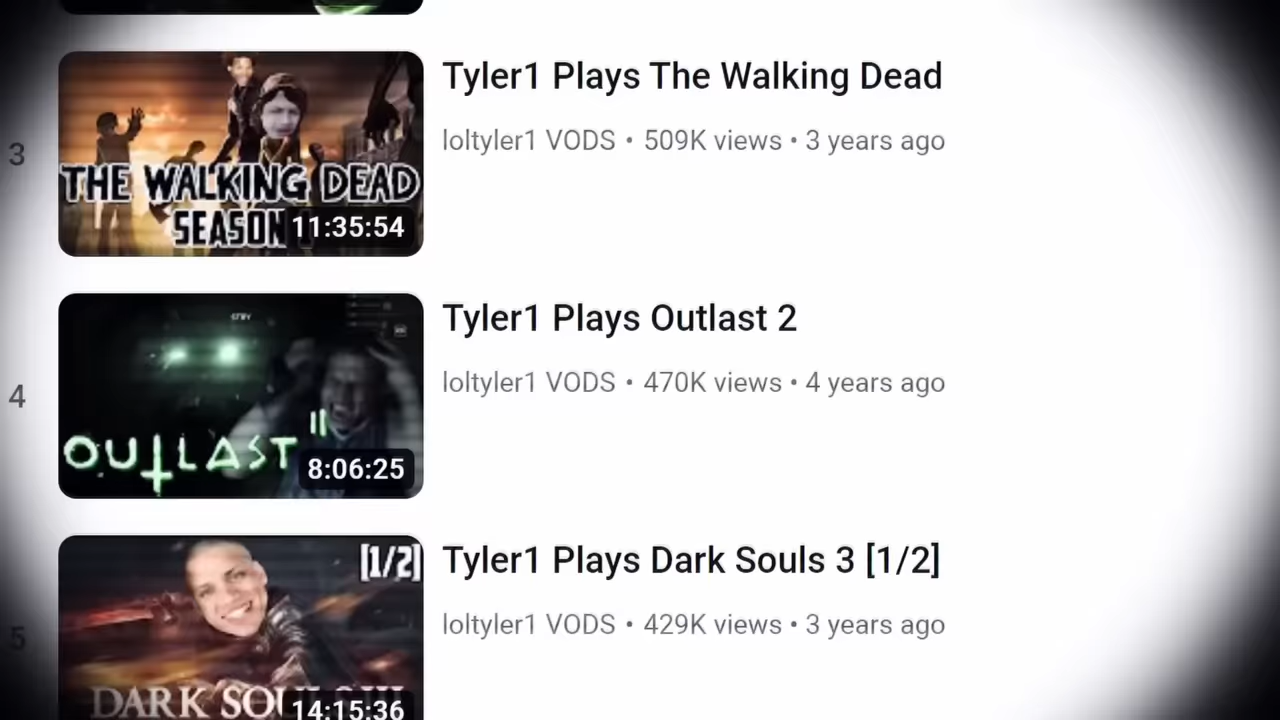 3
THE WALKING DEAD
SEASON
11:35:54
Tyler1 Plays The Walking Dead
loltyler1 VODS • 509K views • 3 years ago
4
OUTLAST II
8:06:25
Tyler1 Plays Outlast 2
loltyler1 VODS • 470K views • 4 years ago
5
[1/2]
DARK SOULS III
14:15:36
Tyler1 Plays Dark Souls 3 [1/2]
loltyler1 VODS • 429K views • 3 years ago